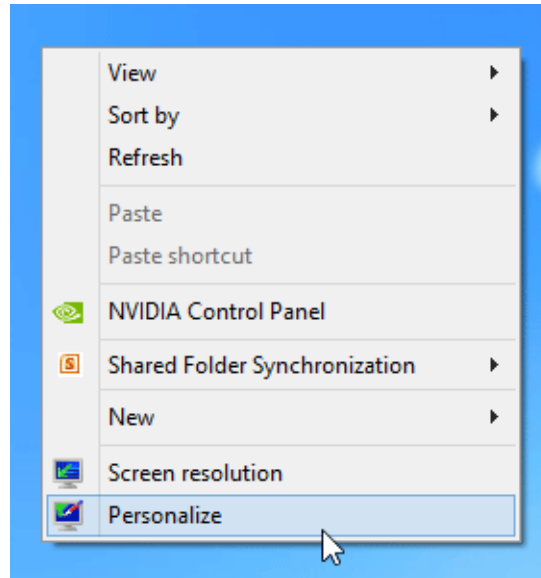 View
Sort by
Refresh
Paste
Paste shortcut
NVIDIA Control Panel
S
Shared Folder Synchronization
New
Screen resolution
Personalize